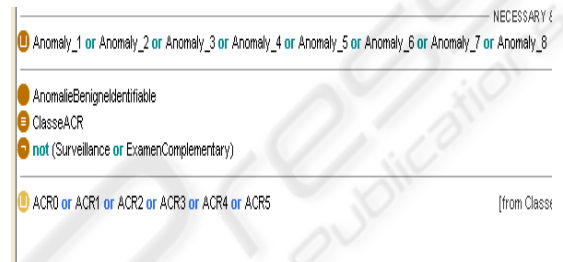 NECESSARY &
Anomaly_1 or Anomaly_2 or Anomaly_3 or Anomaly_4 or Anomaly_5 or Anomaly_6 or Anomaly_7 or Anomaly_8
AnomalieBenigneIdentifiable
ClasseACR
not (Surveillance or ExamenComplementary)
ACR0 or ACR1 or ACR2 or ACR3 or ACR4 or ACR5 [from Classe